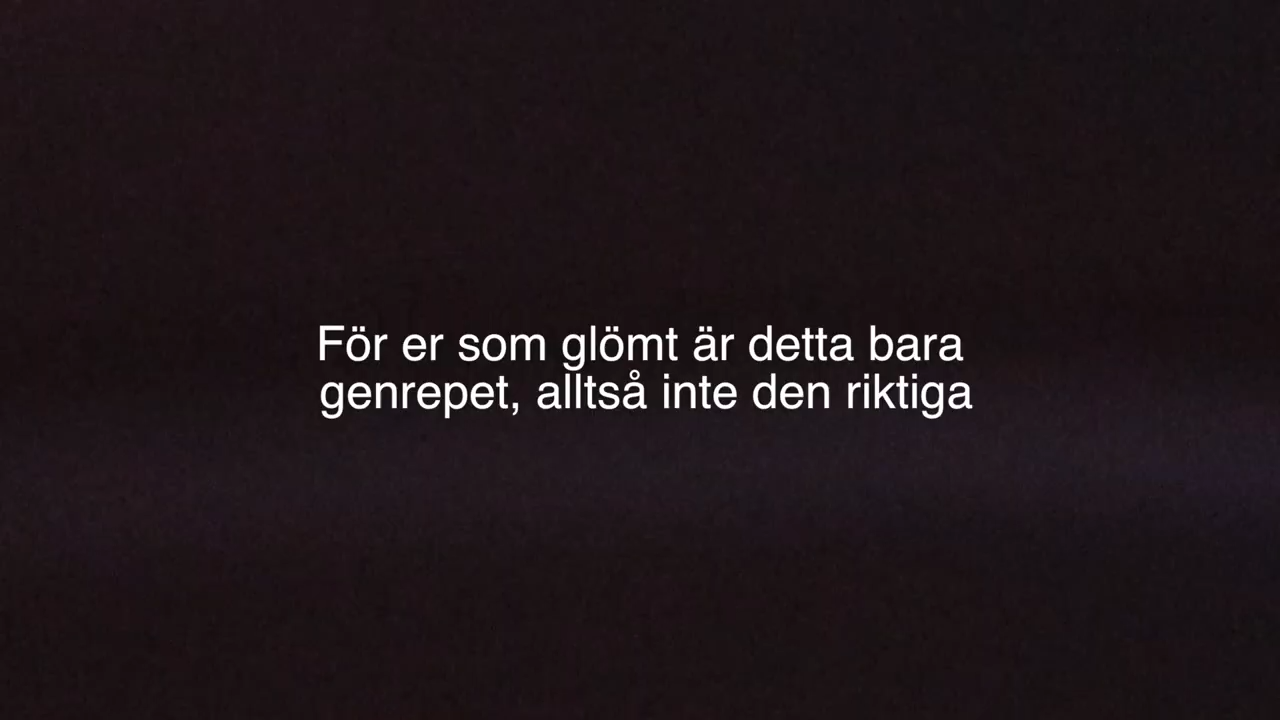 För er som glömt är detta bara
genrepet, alltså inte den riktiga